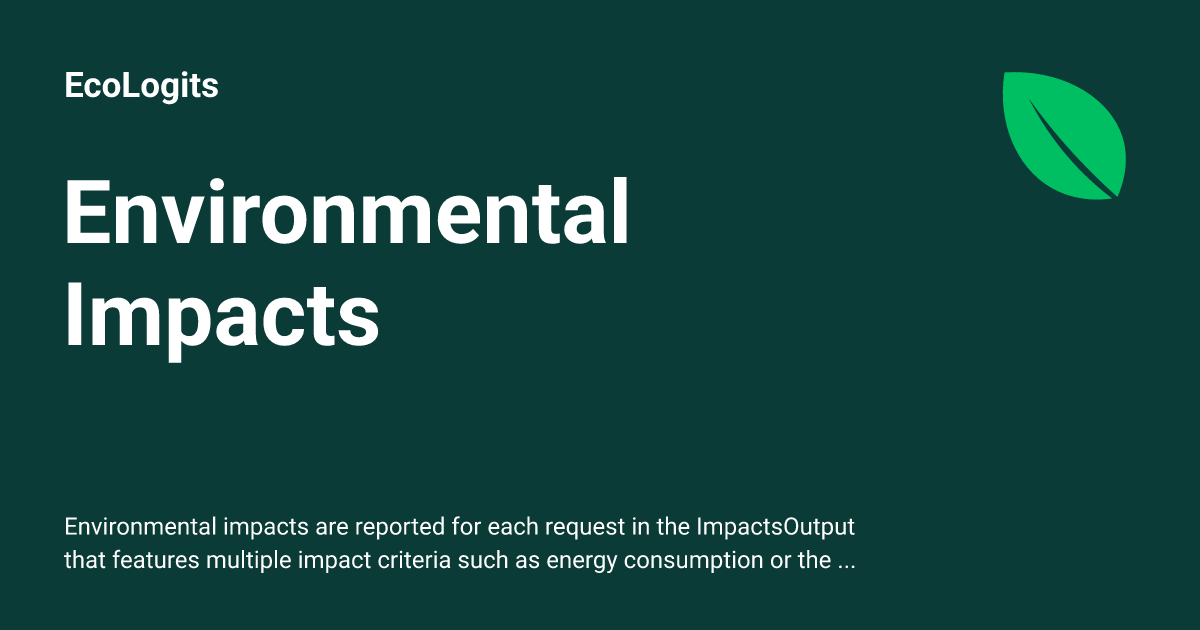 EcoLogits
Environmental
Impacts
Environmental impacts are reported for each request in the ImpactsOutput
that features multiple impact criteria such as energy consumption or the ...